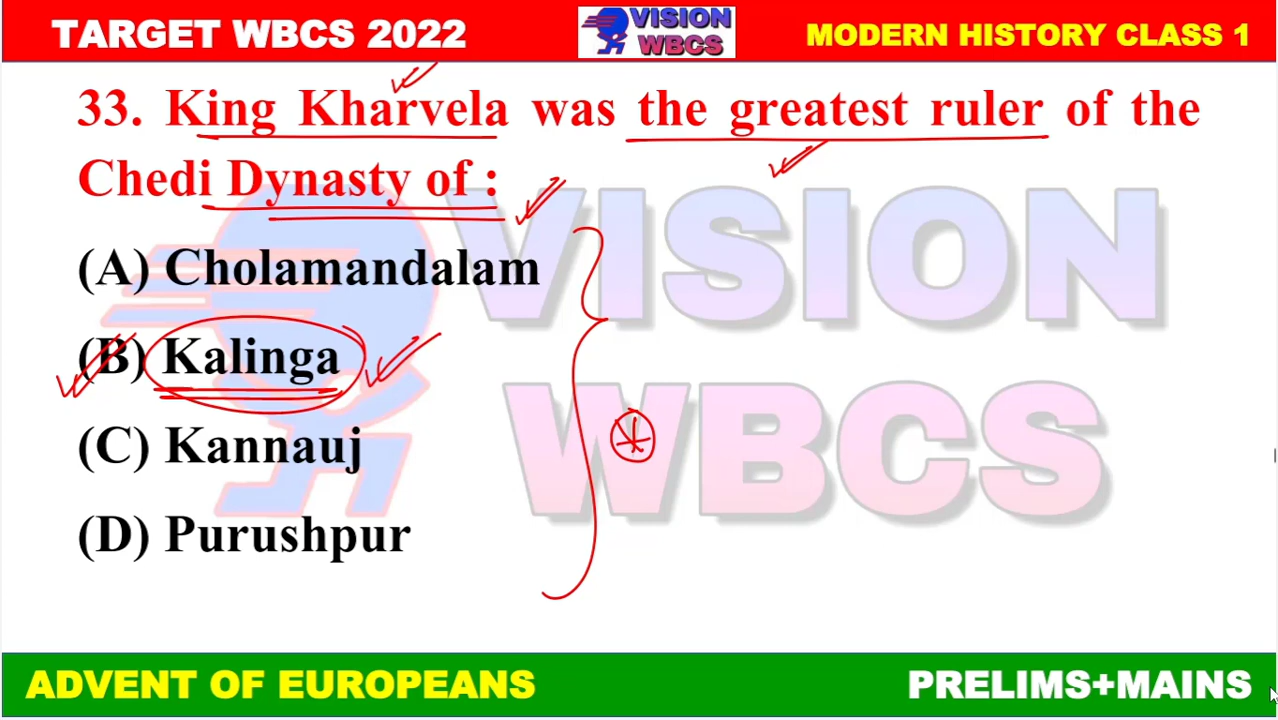 TARGET WBCS 2022
VISION
WBCS
MODERN HISTORY CLASS 1
33. King Kharvela was the greatest ruler of the
Chedi Dynasty of :
(A) Cholamandalam
(B) Kalinga
(C) Kannauj
(D) Purushpur
VISION
WBCS
ADVENT OF EUROPEANS
PRELIMS+MAINS